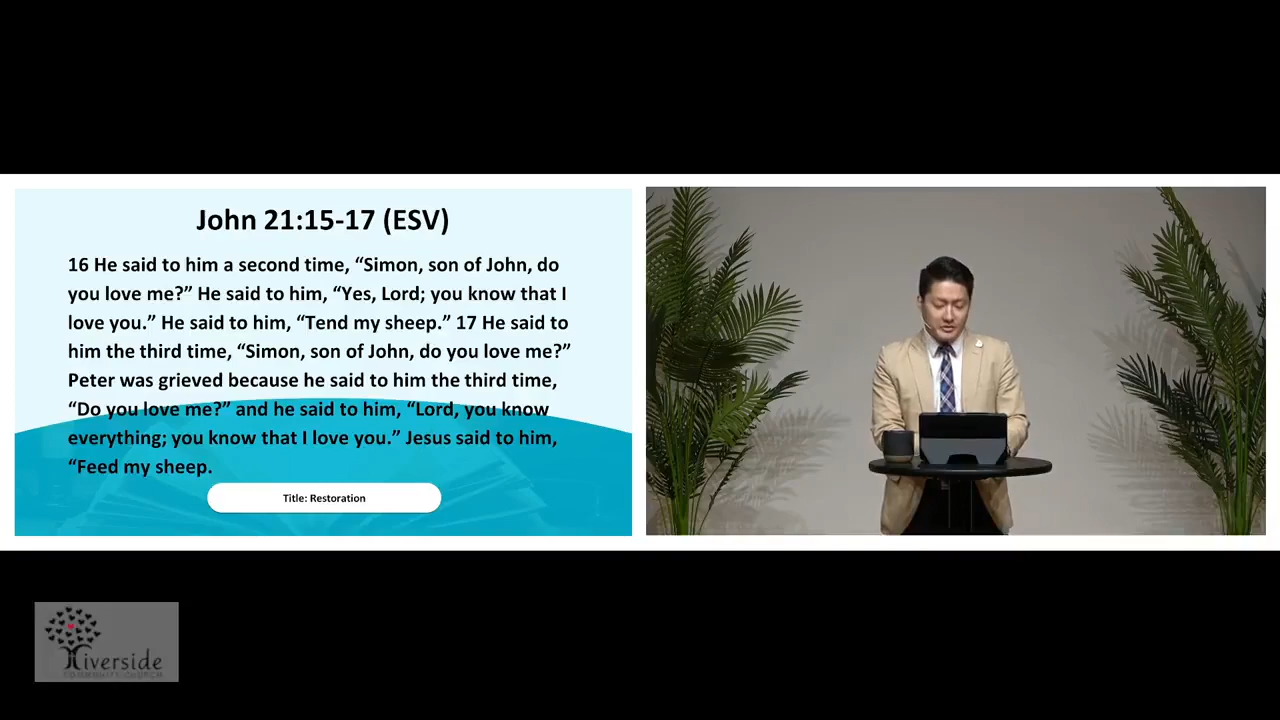 John 21:15-17 (ESV)
16 He said to him a second time, “Simon, son of John, do
you love me?” He said to him, “Yes, Lord; you know that I
love you.” He said to him, “Tend my sheep.” 17 He said to
him the third time, “Simon, son of John, do you love me?”
Peter was grieved because he said to him the third time,
“Do you love me?” and he said to him, “Lord, you know
everything; you know that I love you.” Jesus said to him,
“Feed my sheep.
Title: Restoration
Riverside
COMMUNITY CHURCH